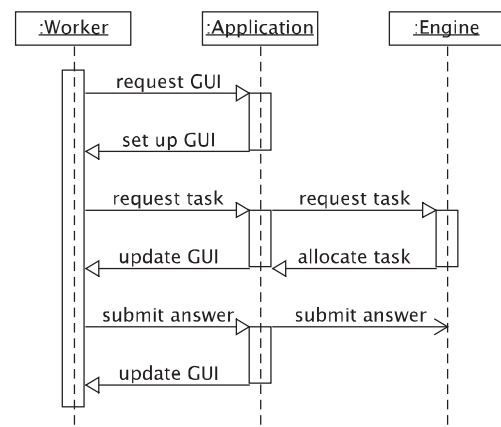 :Worker
:Application
:Engine
request GUI
set up GUI
request task
request task
update GUI
allocate task
submit answer
submit answer
update GUI